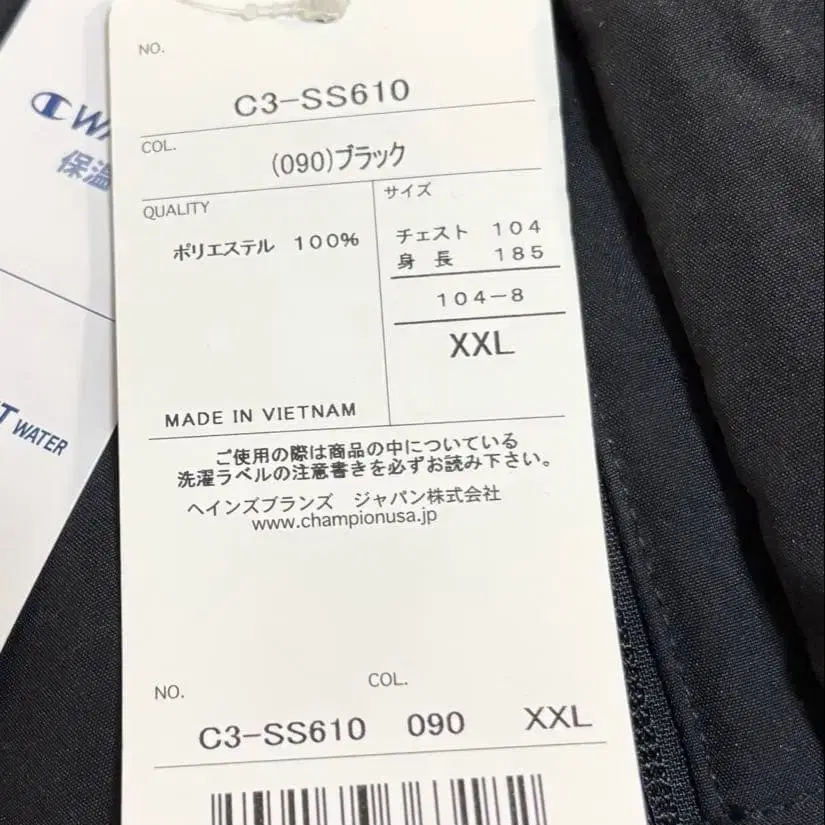 NO.
C3-SS610
COL.
(090)ブラック
QUALITY
ポリエステル 100%
MADE IN VIETNAM
サイズ
チェスト 104
身 長 185
104-8
XXL
ご使用の際は商品の中についている
洗濯ラベルの注意書きを必ずお読み下さい。
ヘインズブランズ ジャパン株式会社
www.championusa.jp
NO. COL.
C3-SS610 090 XXL
保温
WATER